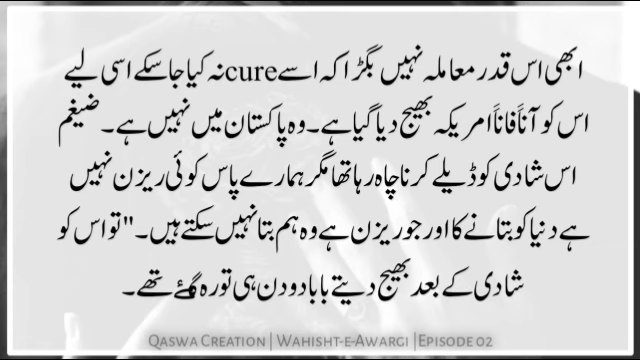 ابھی اس قدر معاملہ نہیں بگڑا کہ اسے cure نہ کیا جا سکے اسی لیے
اس کو آناً فاناً امریکہ بھیج دیا گیا ہے۔ وہ پاکستان میں نہیں ہے۔ ضیغم
اس شادی کو ڈیلے کرنا چاہ رہا تھا مگر ہمارے پاس کوئی ریزن نہیں
ہے دنیا کو بتانے کا اور جو ریزن ہے وہ ہم بتا نہیں سکتے ہیں۔" تو اس کو
شادی کے بعد بھیج دیتے بابا دو دن ہی تو رہ گئے تھے۔
QASWA CREATION | WAHISHT-E-AWARGI | EPISODE 02